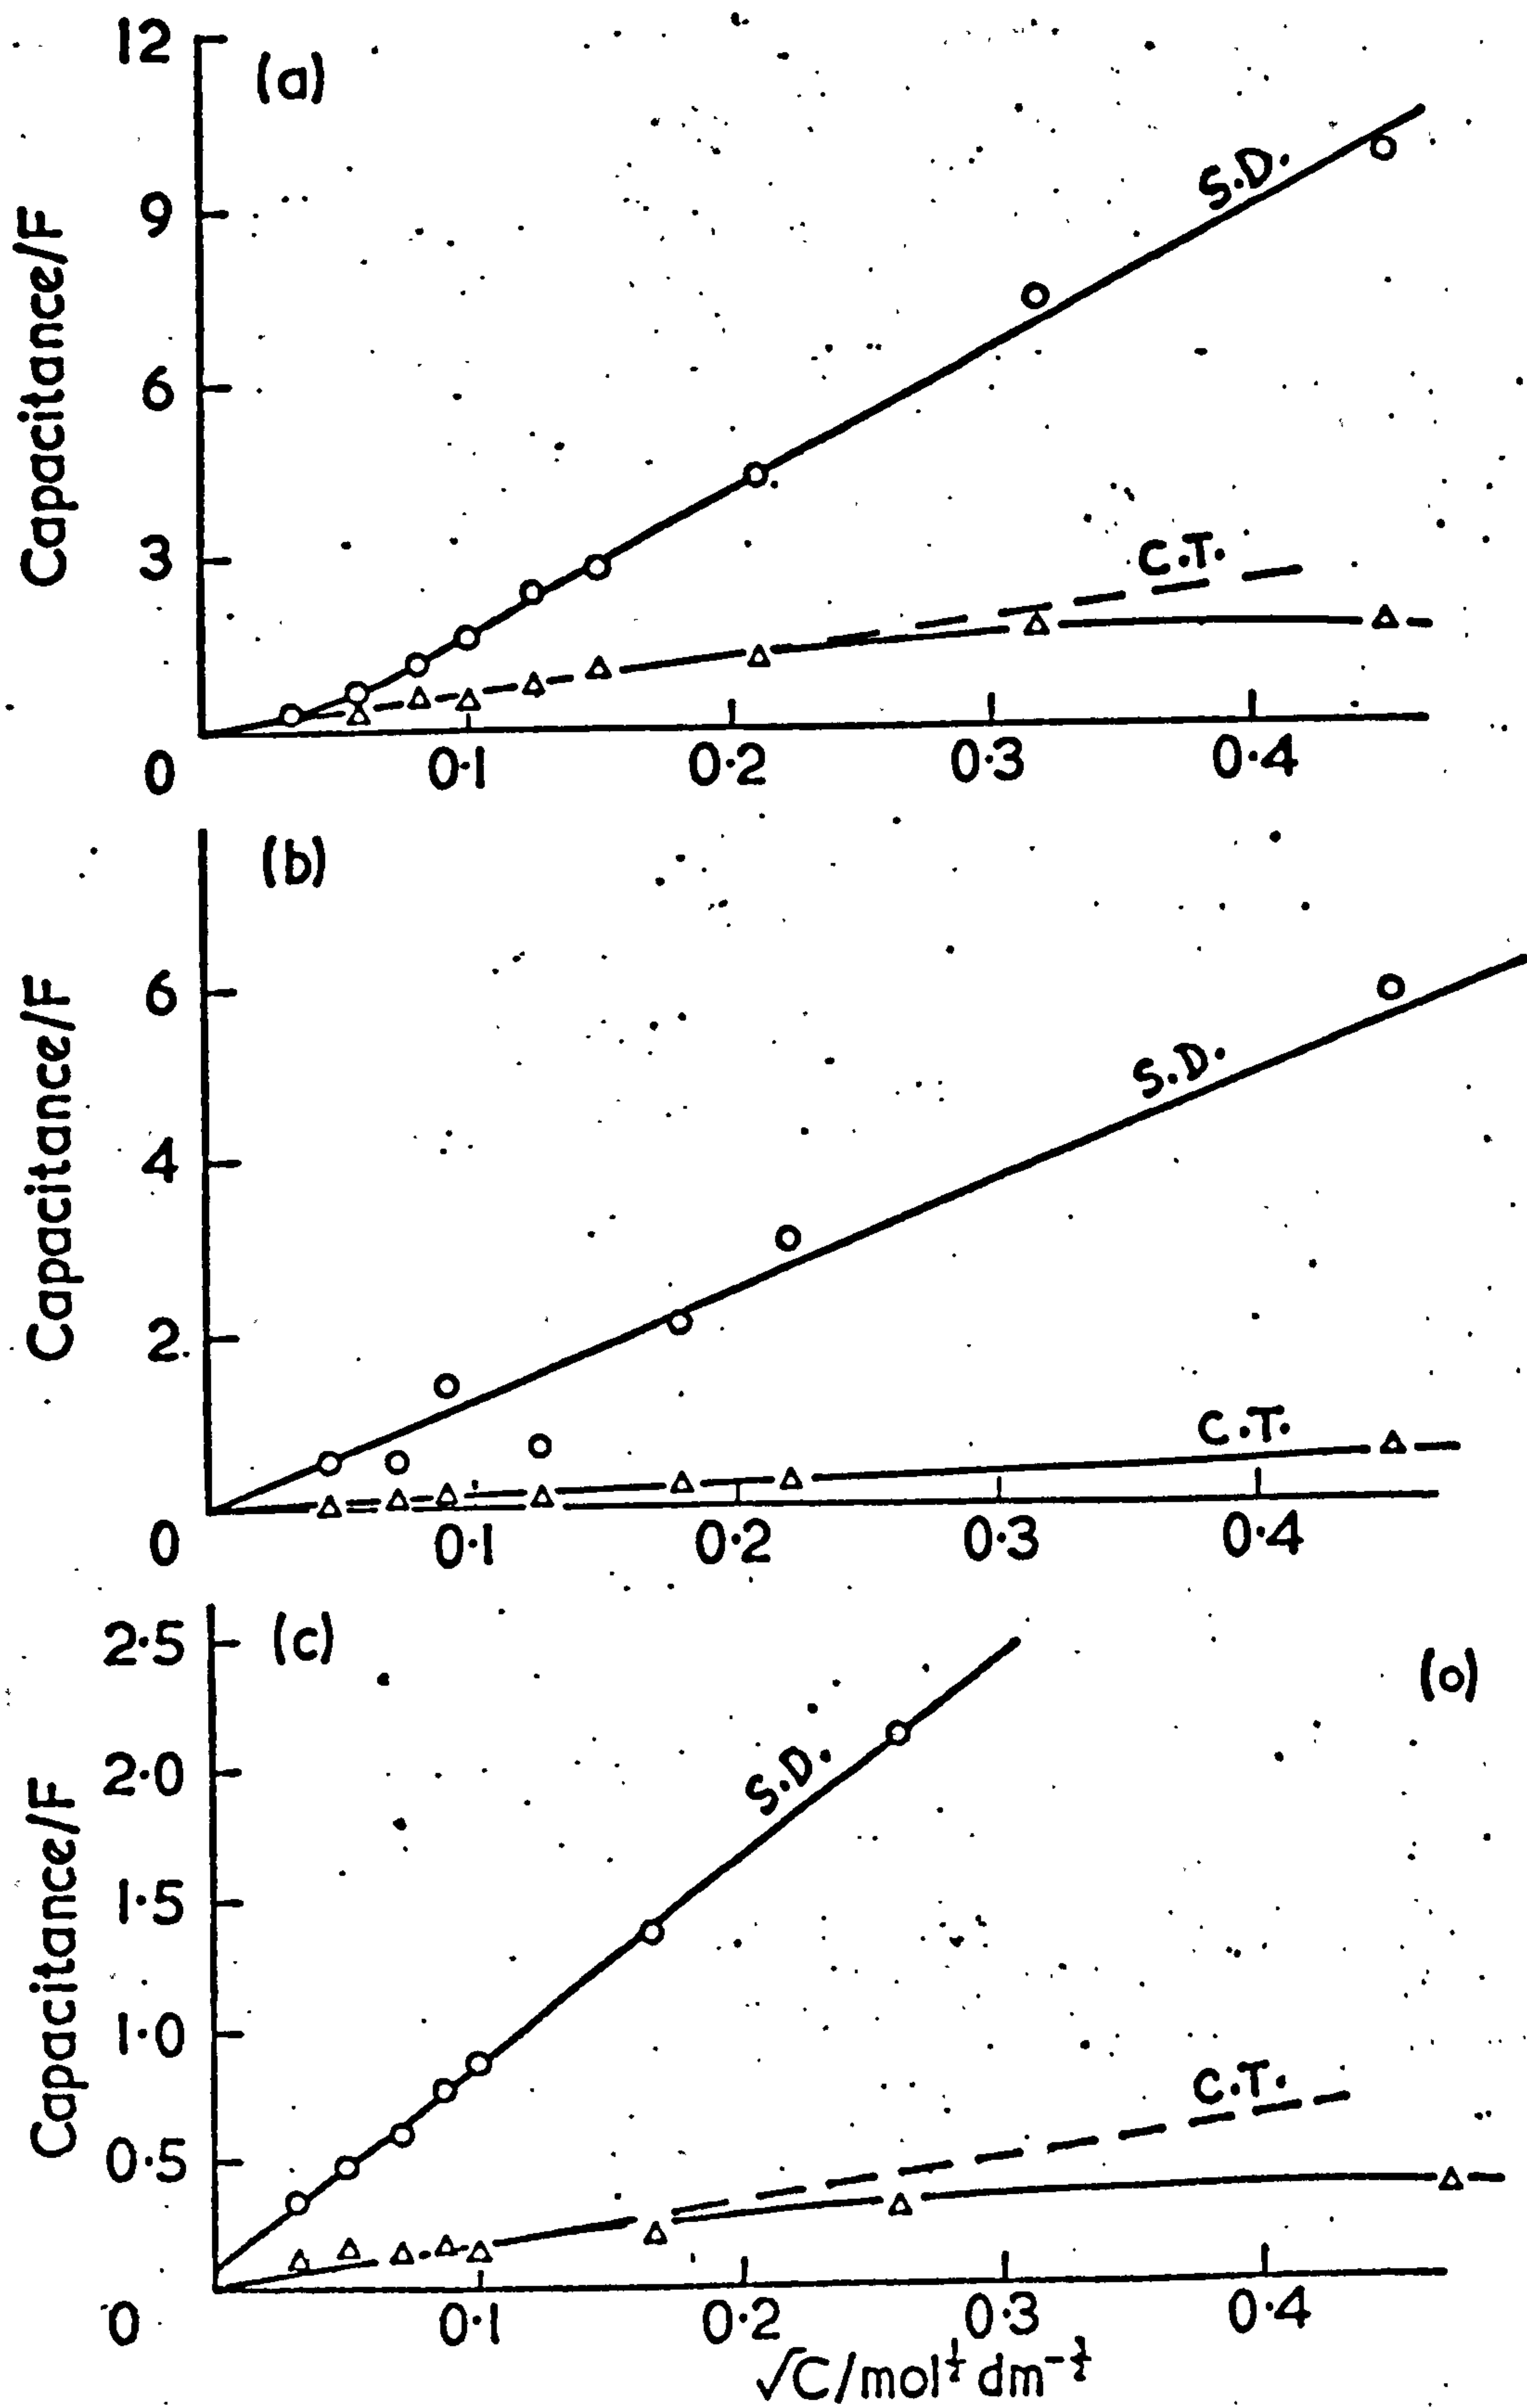 (a)
Capacitance/F
12
9
6
3
0
S.D.
C.T.
0·1 0·2 0·3 0·4
(b)
Capacitance/F
6
4
2
0
S.D.
C.T.
0·1 0·2 0·3 0·4
(c)
(o)
Capacitance/F
2·5
2·0
1·5
1·0
0·5
0
S.D.
C.T.
0·1 0·2 0·3 0·4
√C/mol½ dm⁻½